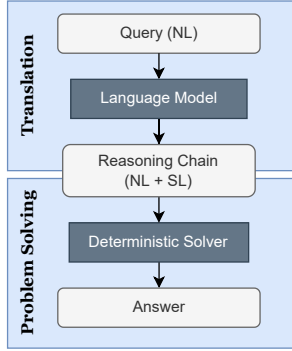 Translation
Query (NL)
Language Model
Reasoning Chain
(NL + SL)
Problem Solving
Deterministic Solver
Answer